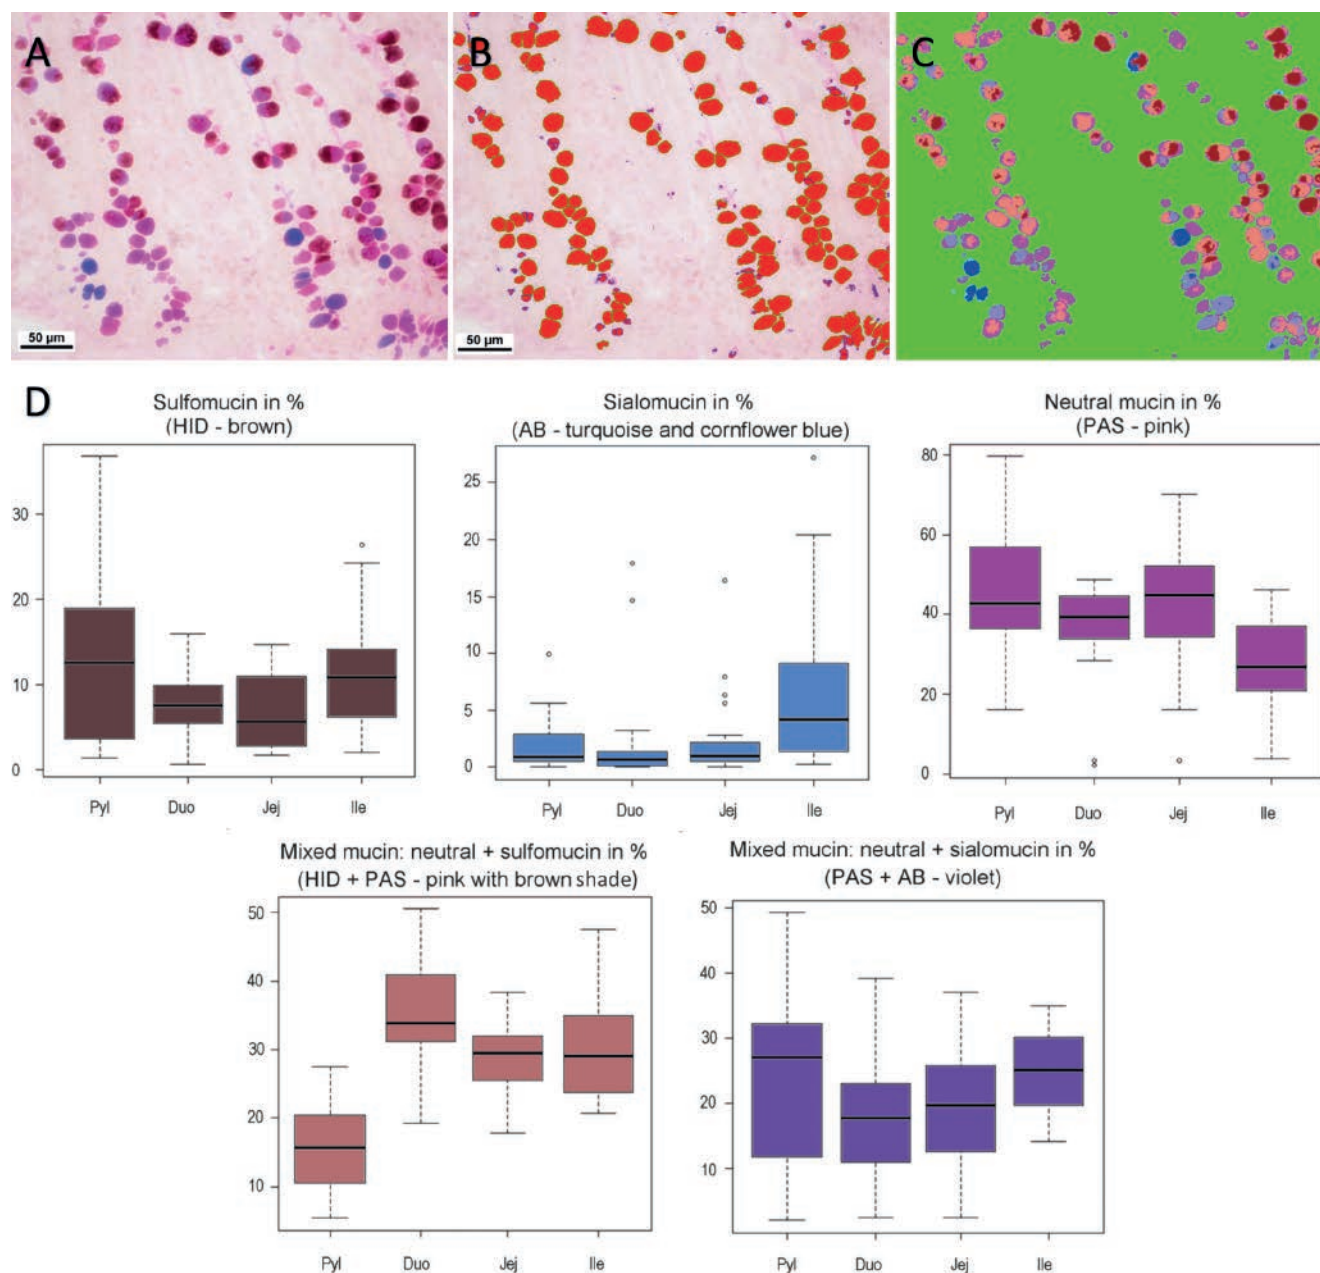 A
B
C
50 µm
50 µm
D
Sulfomucin in %
(HID - brown)
30
20
10
0
Pyl Duo Jej Ile
Sialomucin in %
(AB - turquoise and cornflower blue)
25
20
15
10
5
0
Pyl Duo Jej Ile
Neutral mucin in %
(PAS - pink)
80
60
40
20
0
Pyl Duo Jej Ile
Mixed mucin: neutral + sulfomucin in %
(HID + PAS - pink with brown shade)
50
40
30
20
10
Pyl Duo Jej Ile
Mixed mucin: neutral + sialomucin in %
(PAS + AB - violet)
50
40
30
20
10
Pyl Duo Jej Ile